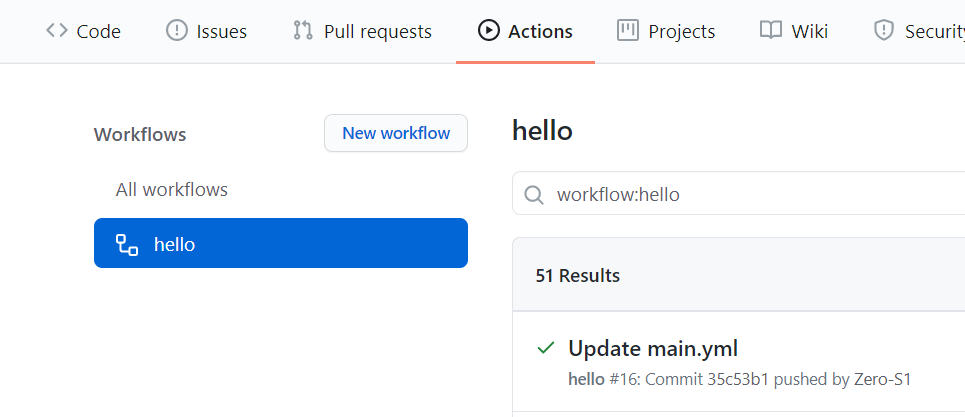 Code Issues Pull requests Actions Projects Wiki
Workflows
New workflow
All workflows
hello
hello
workflow:hello
51 Results
Update main.yml
hello #16: Commit 35c53b1 pushed by Zero-S1